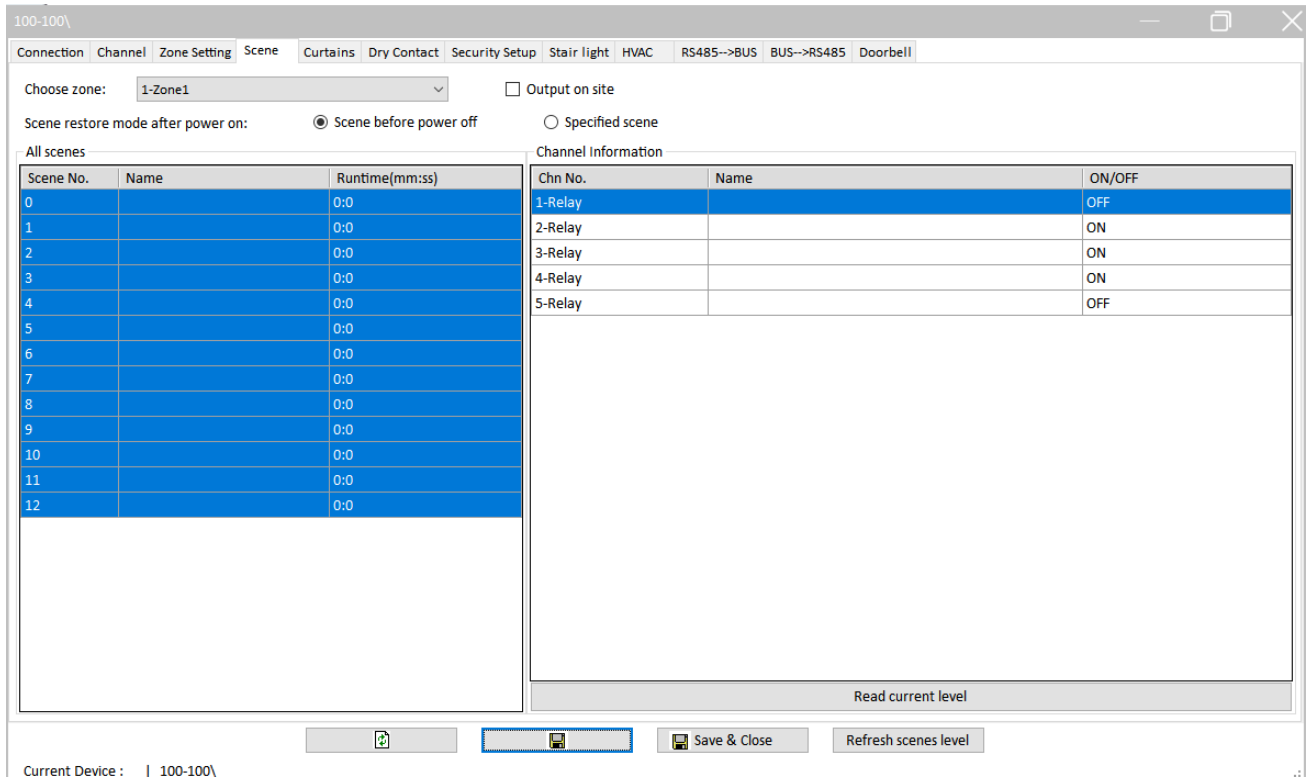 100-100\
Connection Channel Zone Setting Scene Curtains Dry Contact Security Setup Stair light HVAC RS485-->BUS BUS-->RS485 Doorbell
Choose zone: 1-Zone1 Output on site
Scene restore mode after power on: Scene before power off Specified scene
All scenes Channel Information
Scene No. Name Runtime(mm:ss) Chn No. Name ON/OFF
0 0:0 1-Relay OFF
1 0:0 2-Relay ON
2 0:0 3-Relay ON
3 0:0 4-Relay ON
4 0:0 5-Relay OFF
5 0:0
6 0:0
7 0:0
8 0:0
9 0:0
10 0:0
11 0:0
12 0:0
Read current level
Save & Close Refresh scenes level
Current Device : | 100-100\